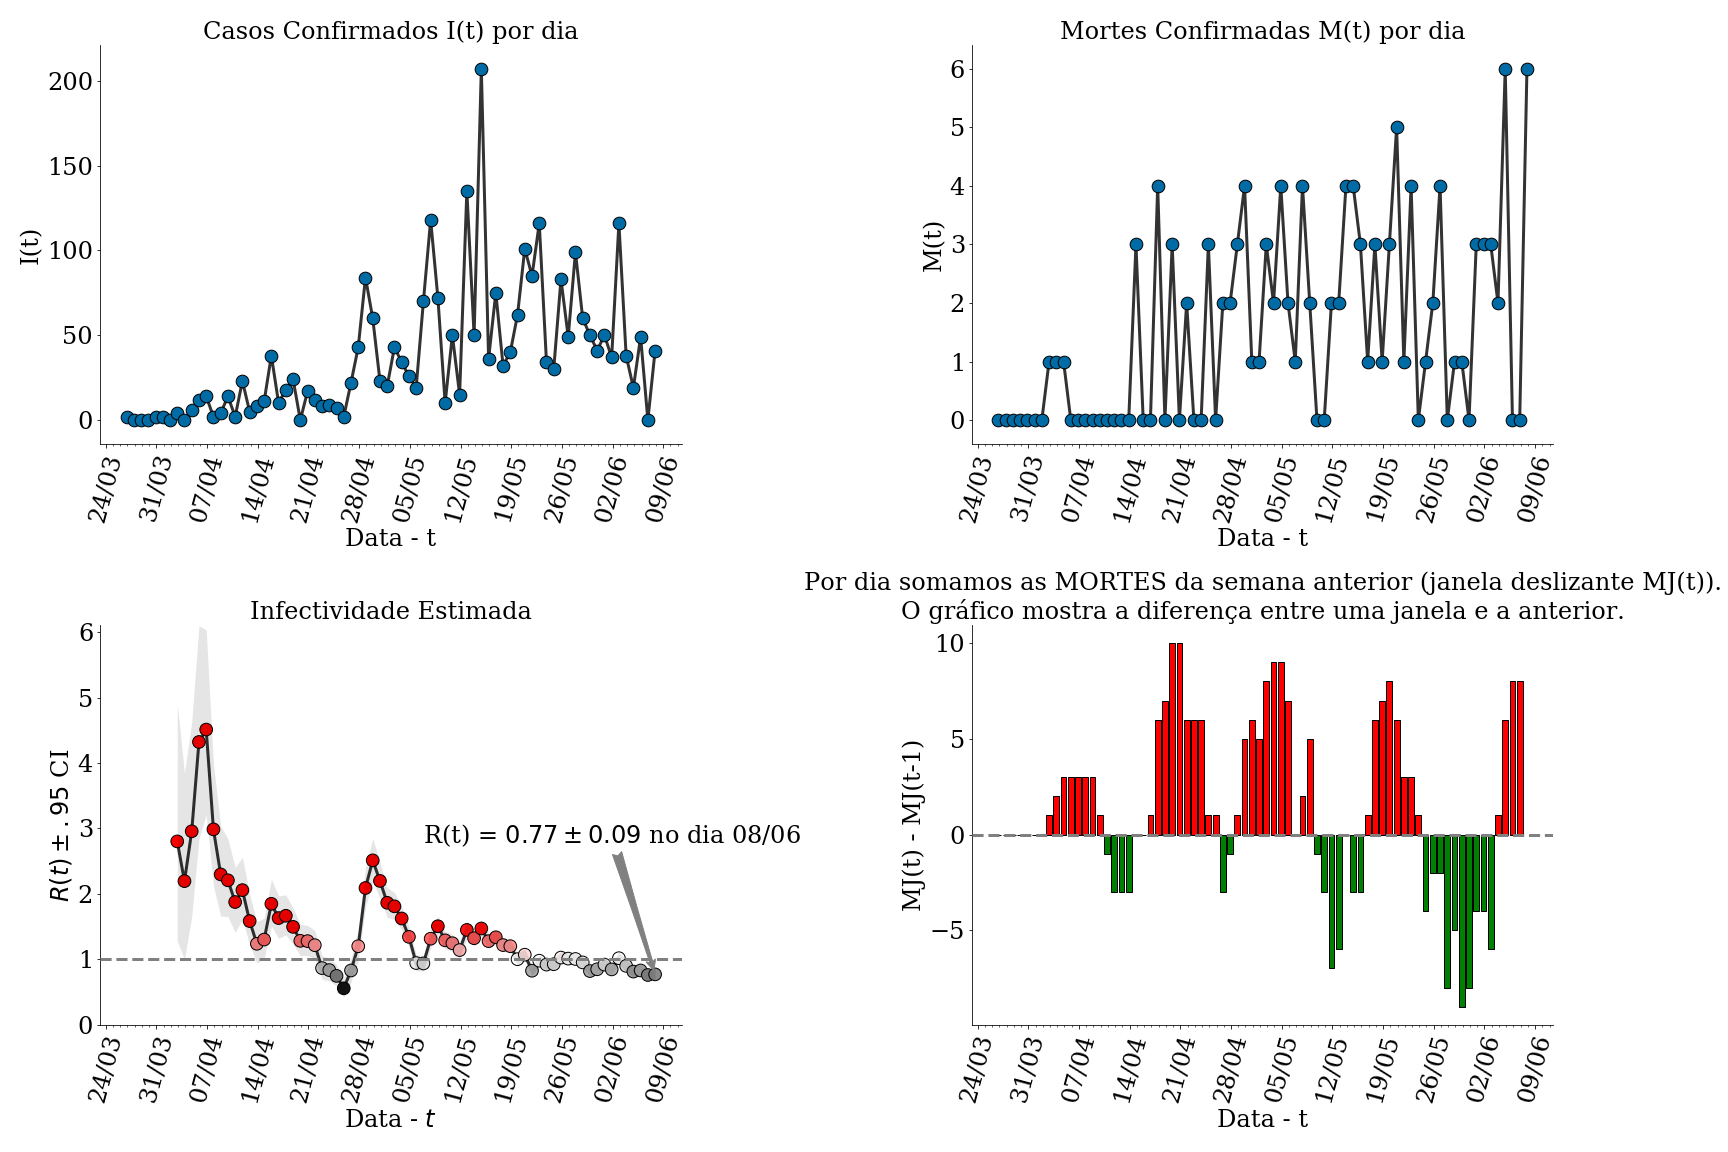 Casos Confirmados I(t) por dia
I(t)
200
150
100
50
0
24/03 31/03 07/04 14/04 21/04 28/04 05/05 12/05 19/05 26/05 02/06 09/06
Data - t
Mortes Confirmadas M(t) por dia
M(t)
6
5
4
3
2
1
0
24/03 31/03 07/04 14/04 21/04 28/04 05/05 12/05 19/05 26/05 02/06 09/06
Data - t
Infectividade Estimada
R(t) ± .95 CI
6
5
4
3
2
1
0
R(t) = 0.77 ± 0.09 no dia 08/06
24/03 31/03 07/04 14/04 21/04 28/04 05/05 12/05 19/05 26/05 02/06 09/06
Data - t
Por dia somamos as MORTES da semana anterior (janela deslizante MJ(t)).
O gráfico mostra a diferença entre uma janela e a anterior.
MJ(t) - MJ(t-1)
10
5
0
−5
24/03 31/03 07/04 14/04 21/04 28/04 05/05 12/05 19/05 26/05 02/06 09/06
Data - t